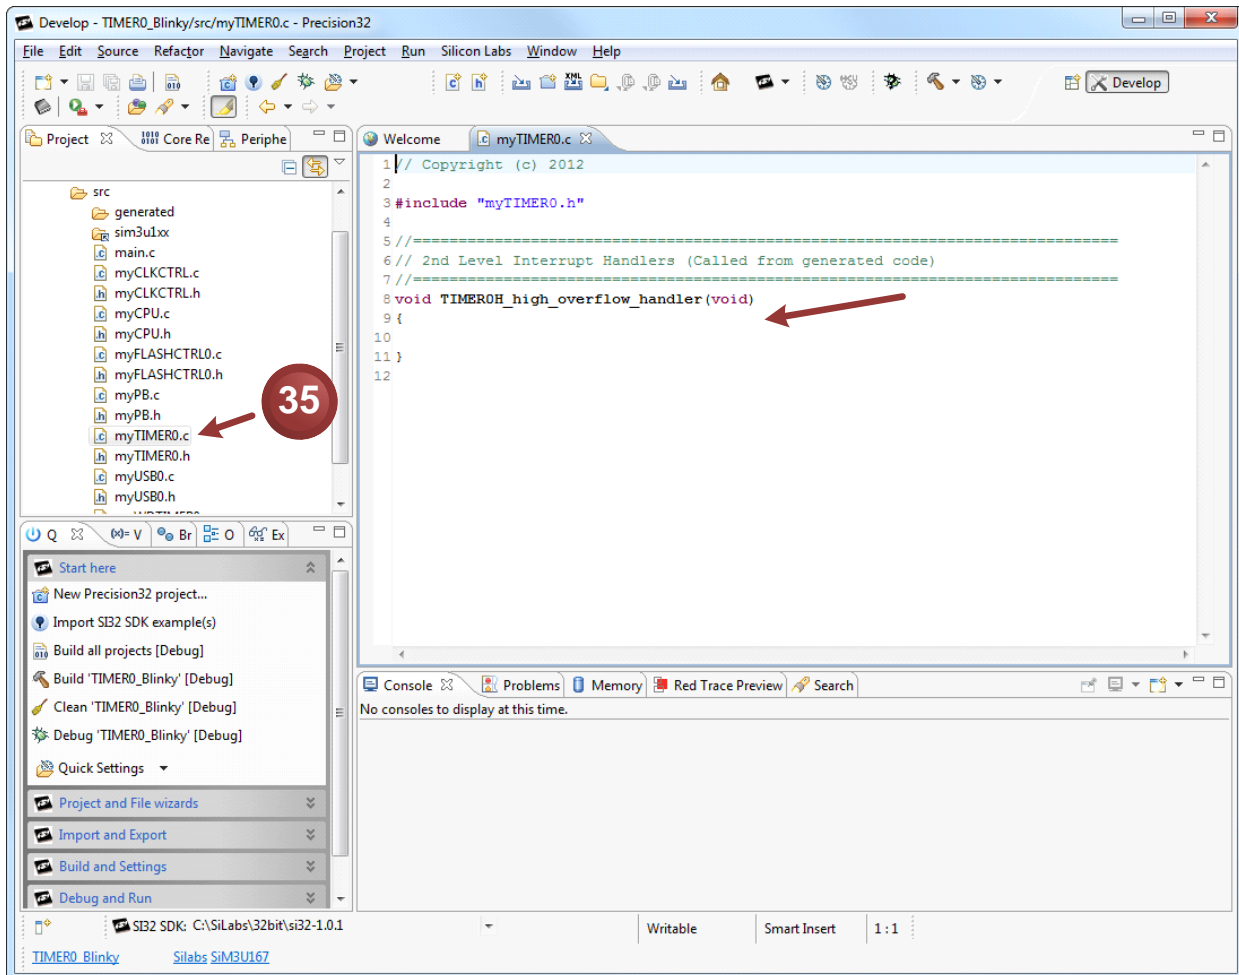 Develop - TIMER0_Blinky/src/myTIMER0.c - Precision32
File Edit Source Refactor Navigate Search Project Run Silicon Labs Window Help
Develop
Project Core Re Periphe
Welcome myTIMER0.c
src
generated
sim3u1xx
main.c
myCLKCTRL.c
myCLKCTRL.h
myCPU.c
myCPU.h
myFLASHCTRL0.c
myFLASHCTRL0.h
myPB.c
myPB.h
myTIMER0.c
myTIMER0.h
myUSB0.c
myUSB0.h
35
1 // Copyright (c) 2012
2
3 #include "myTIMER0.h"
4
5 //==============================================================================
6 // 2nd Level Interrupt Handlers (Called from generated code)
7 //==============================================================================
8 void TIMER0H_high_overflow_handler(void)
9 {
10
11 }
12
Q (x)= V Br O Ex
Start here
New Precision32 project...
Import SI32 SDK example(s)
Build all projects [Debug]
Build 'TIMER0_Blinky' [Debug]
Clean 'TIMER0_Blinky' [Debug]
Debug 'TIMER0_Blinky' [Debug]
Quick Settings
Project and File wizards
Import and Export
Build and Settings
Debug and Run
Console Problems Memory Red Trace Preview Search
No consoles to display at this time.
SI32 SDK: C:\SiLabs\32bit\si32-1.0.1
Writable Smart Insert 1 : 1
TIMER0_Blinky Silabs SiM3U167